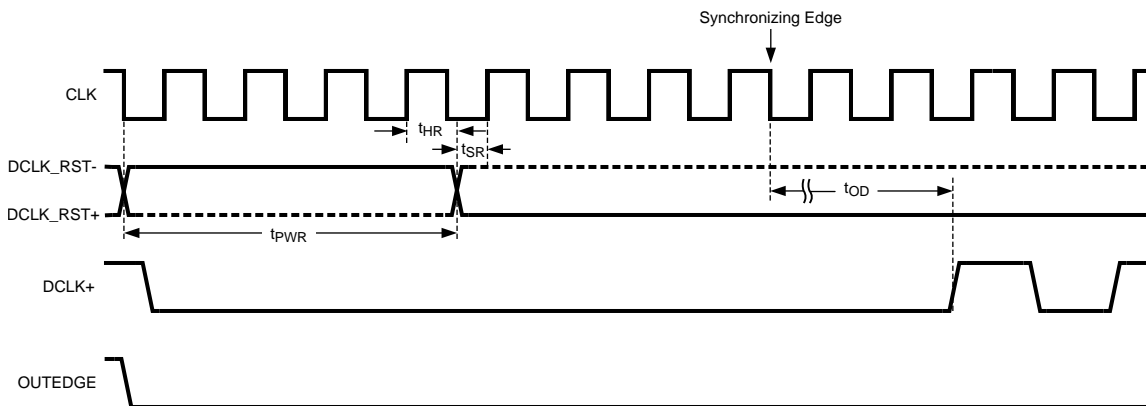 Synchronizing Edge
CLK
tHR
tSR
DCLK_RST-
tOD
DCLK_RST+
tPWR
DCLK+
OUTEDGE